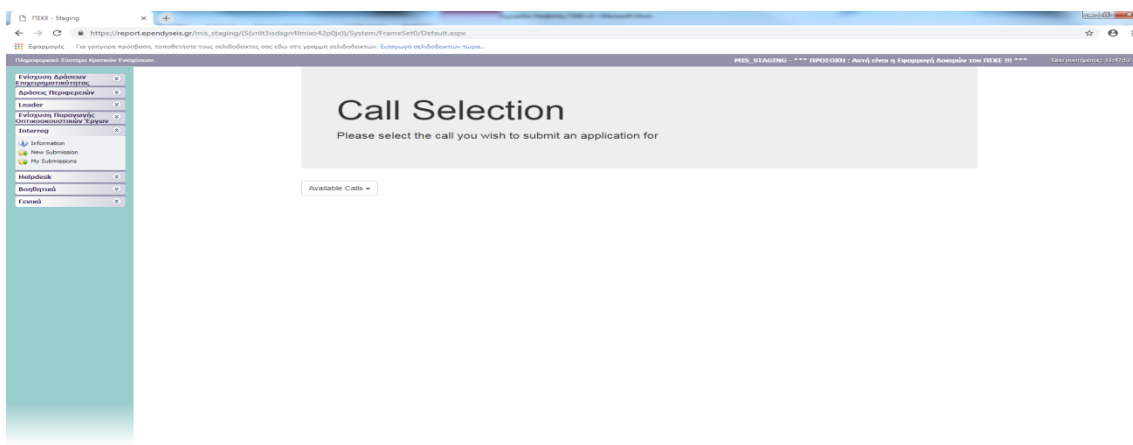 ΠΣΚΕ - Staging
https://report.ependyseis.gr/mis_staging/(S(vnlt3isdsgn4lmixo42p0js))/System/FrameSet0/Default.aspx
Εφαρμογές Για γρήγορη πρόσβαση, τοποθετήστε τους σελιδοδείκτες σας εδώ στη γραμμή σελιδοδεικτών. Εισαγωγή σελιδοδεικτών τώρα...
Πληροφοριακό Σύστημα Κρατικών Ενισχύσεων. MIS_STAGING - *** ΠΡΟΣΟΧΗ : Αυτή είναι η Εφαρμογή Δοκιμών του ΠΣΚΕ !!! *** Ώρα συστήματος:
Ενίσχυση Δράσεων
Επιχειρηματικότητας
Δράσεις Περιφερειών
Leader
Ενίσχυση Παραγωγής
Οπτικοακουστικών Έργων
Interreg
Information
New Submission
My Submissions
Helpdesk
Βοηθητικά
Γενικά
Call Selection
Please select the call you wish to submit an application for
Available Calls